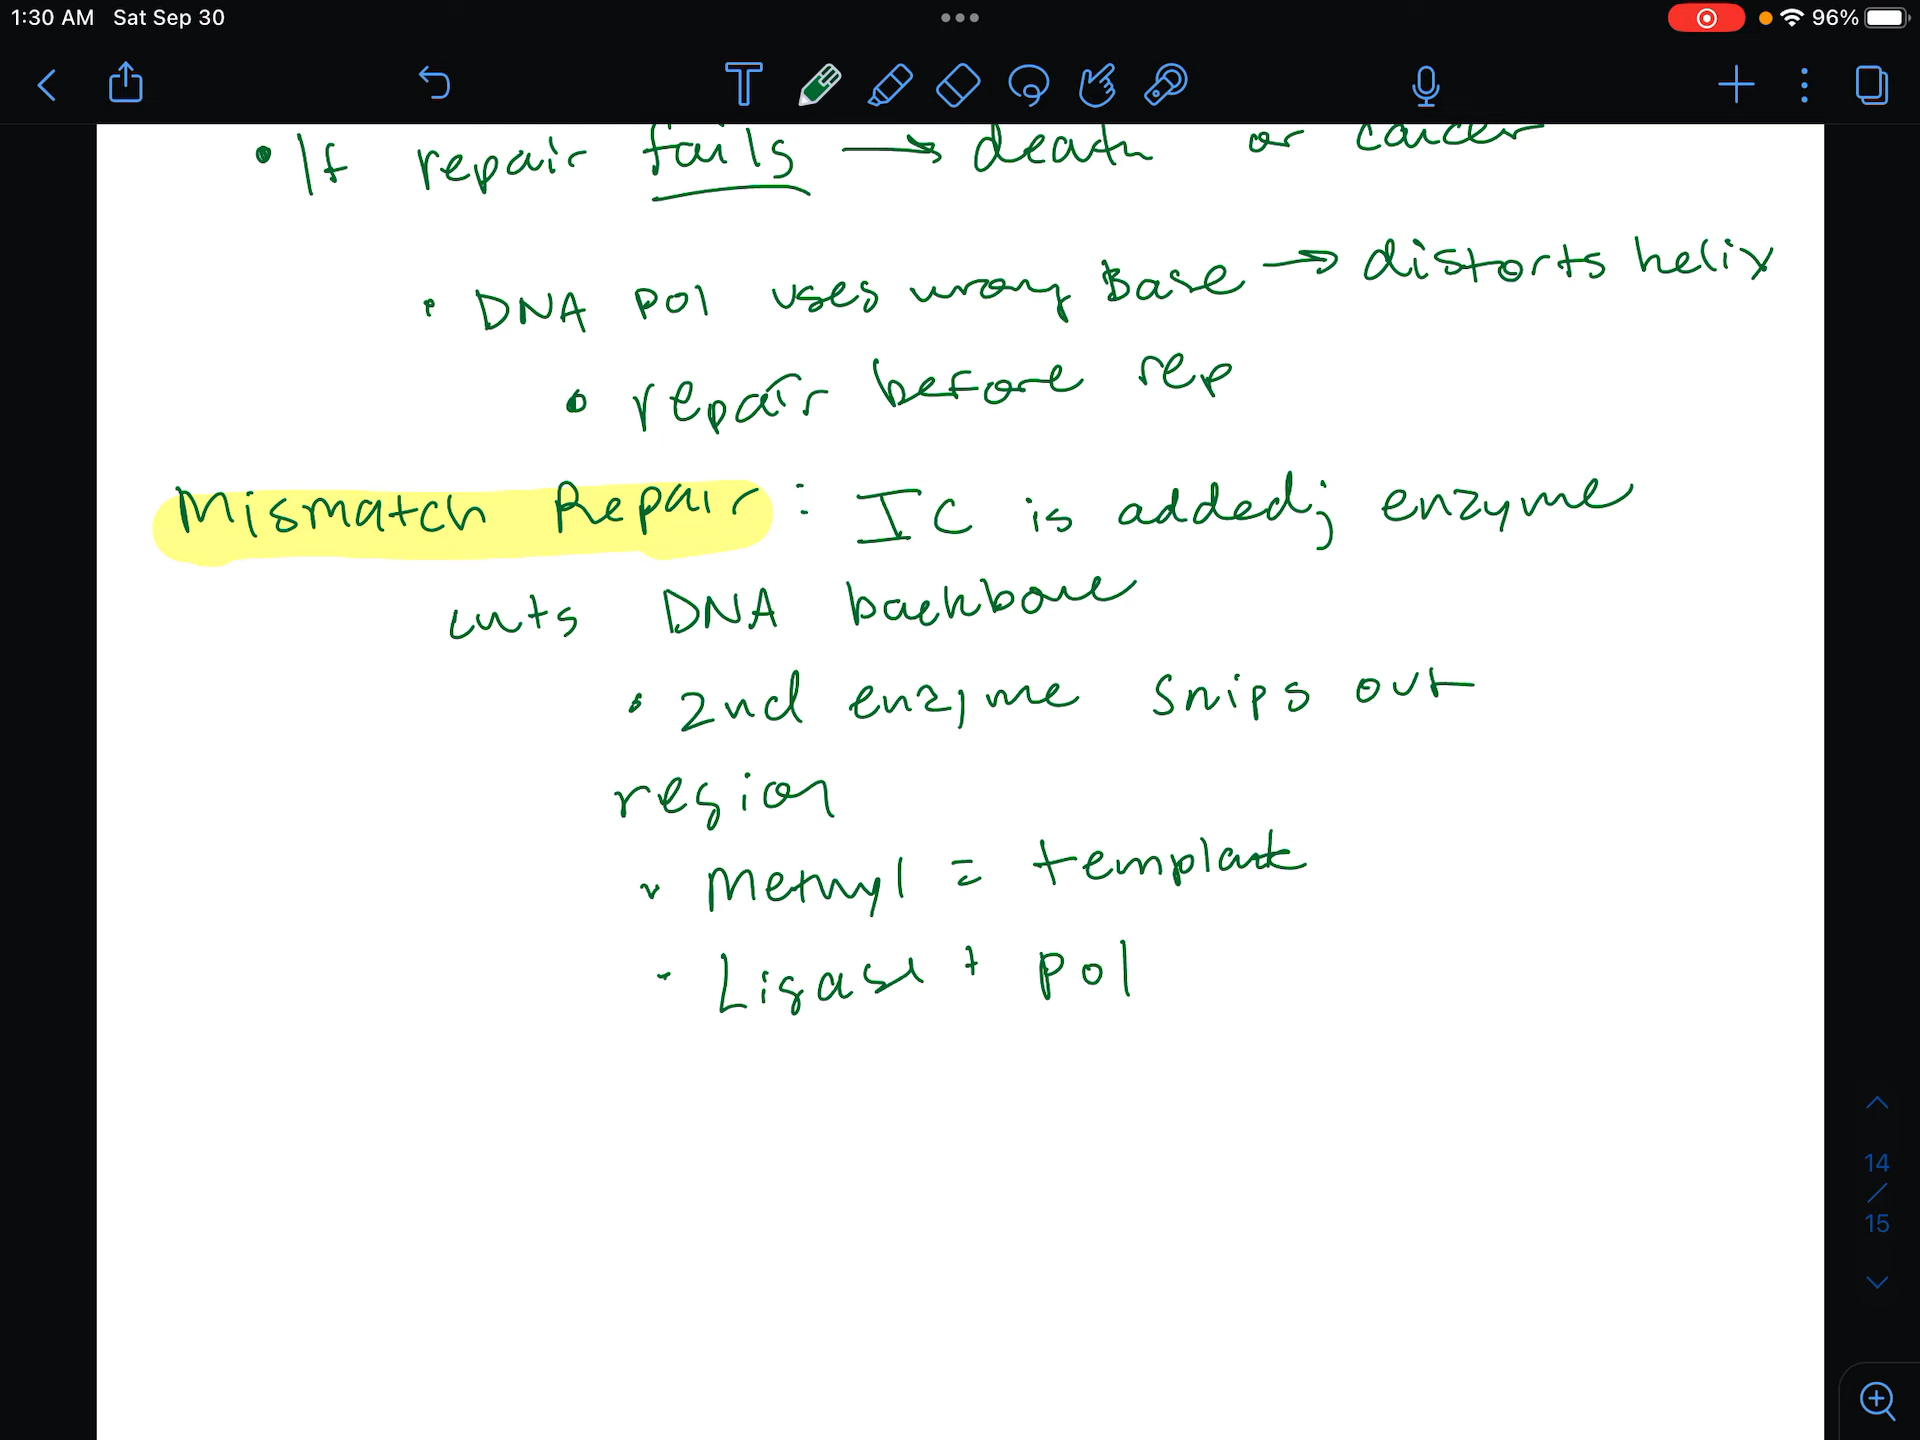 1:30 AM Sat Sep 30
96%
• If repair fails → death or cancer
• DNA pol uses wrong Base → distorts helix
• repair before rep
Mismatch Repair : IC is added; enzyme
cuts DNA backbone
• 2nd enzyme snips out
region
• Methyl = template
• Ligase + pol
14
/
15